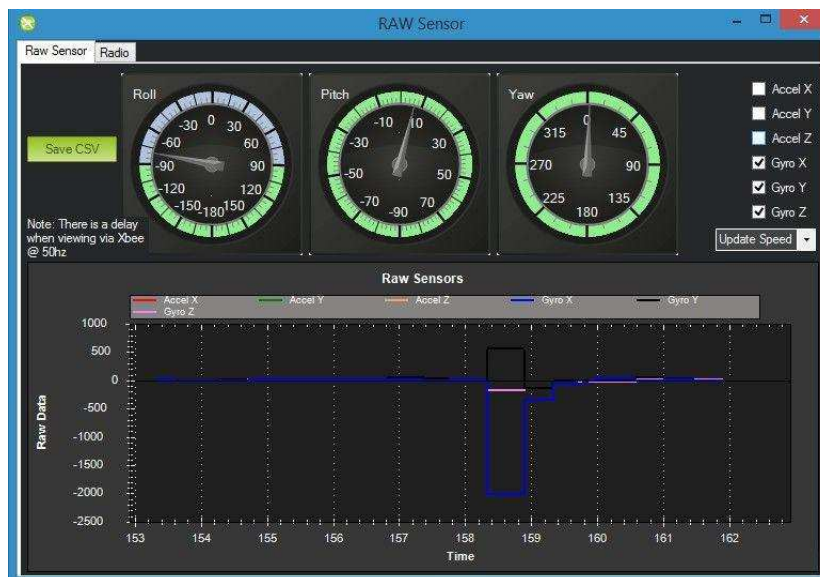 RAW Sensor
Raw Sensor Radio
Save CSV
Note: There is a delay
when viewing via Xbee
@ 50hz
Roll
0
-30 30
-60 60
-90 90
-120 120
-150 150
-180
Pitch
-10 10
-30 30
-50 50
-70 70
-90
Yaw
0
315 45
270 90
225 135
180
Accel X
Accel Y
Accel Z
Gyro X
Gyro Y
Gyro Z
Update Speed
Raw Sensors
Accel X Accel Y Accel Z Gyro X Gyro Y
Gyro Z
Raw Data
1000
500
0
-500
-1000
-1500
-2000
-2500
153 154 155 156 157 158 159 160 161 162
Time